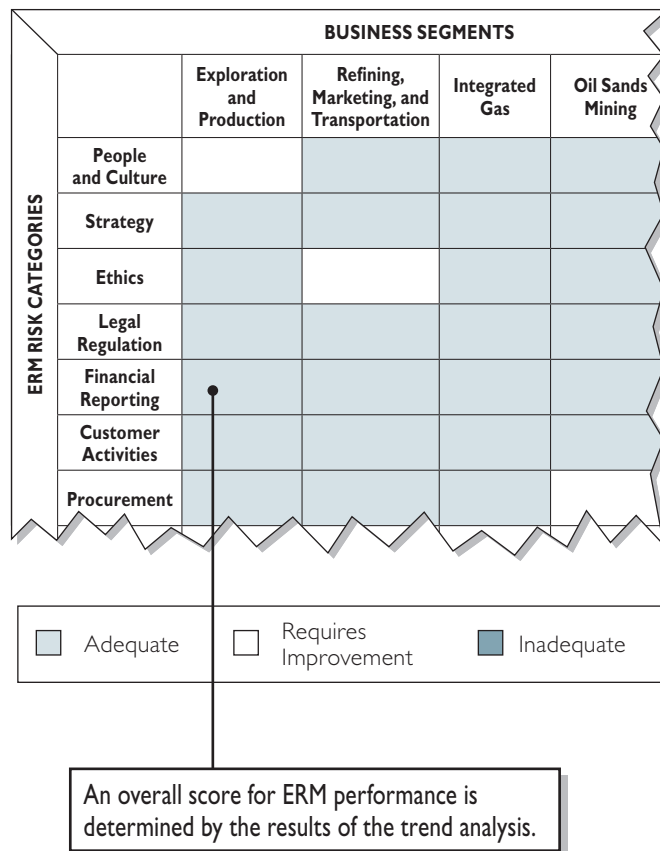 BUSINESS SEGMENTS
Exploration
and
Production
Refining,
Marketing, and
Transportation
Integrated
Gas
Oil Sands
Mining
ERM RISK CATEGORIES
People
and Culture
Strategy
Ethics
Legal
Regulation
Financial
Reporting
Customer
Activities
Procurement
Adequate
Requires
Improvement
Inadequate
An overall score for ERM performance is
determined by the results of the trend analysis.